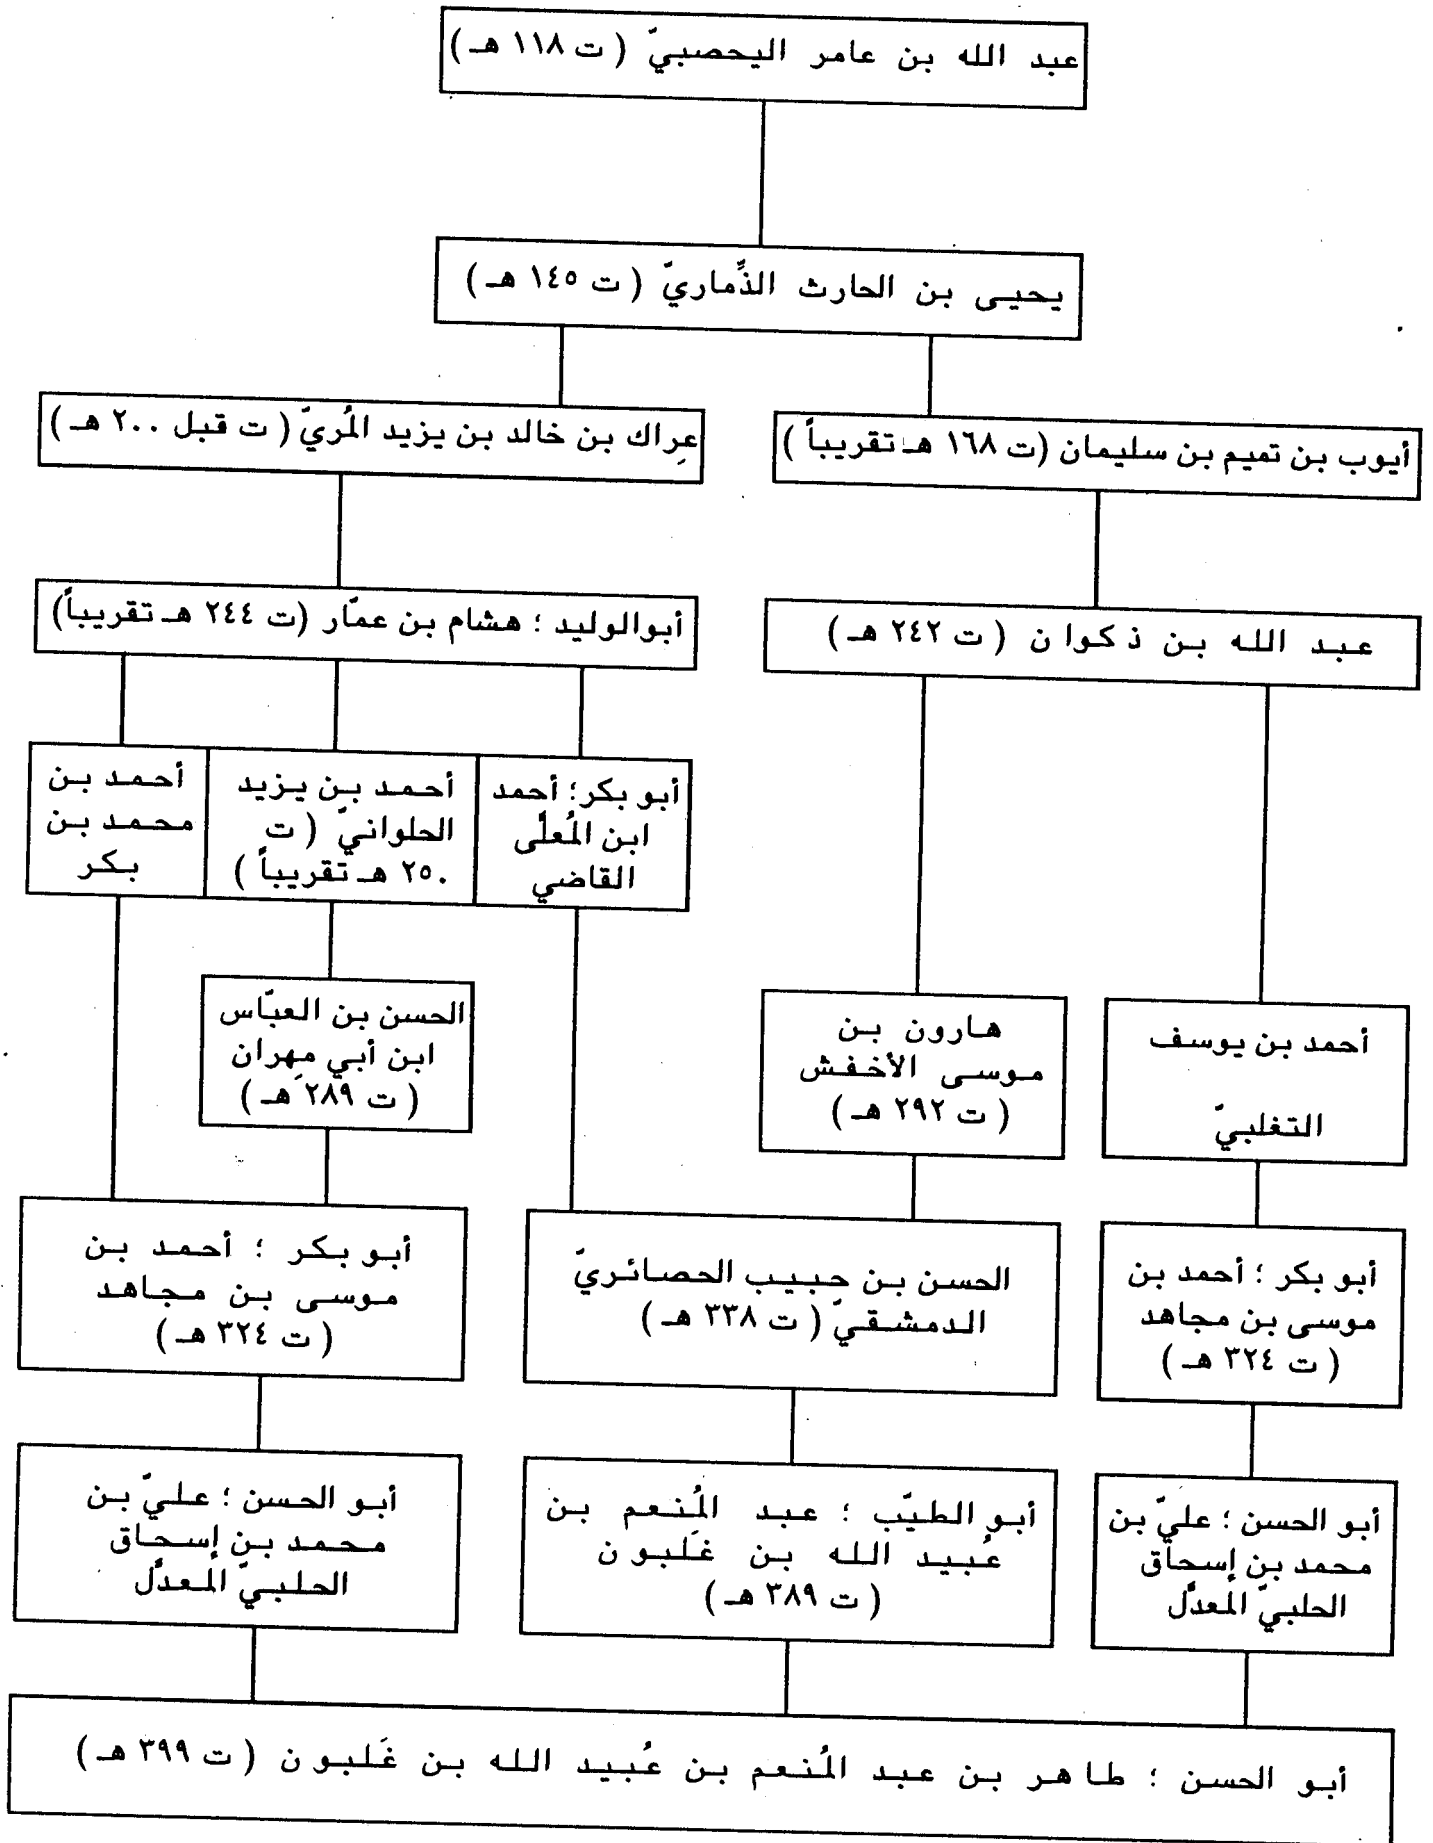 عبد الله بن عامر اليحصبيّ ( ت ١١٨ هـ )
يحيى بن الحارث الذِّماريّ ( ت ١٤٥ هـ )
أيوب بن تميم بن سليمان (ت ١٦٨ هـ تقريباً )
عِراك بن خالد بن يزيد المُريّ ( ت قبل ٢٠٠ هـ )
عبد الله بن ذكوان ( ت ٢٤٢ هـ )
أبوالوليد ؛ هشام بن عمّار (ت ٢٤٤ هـ تقريباً)
أبو بكر؛ أحمد
ابن المُعلَّى
القاضي
أحمد بن يزيد
الحلوانيّ ( ت
٢٥٠ هـ تقريباً )
أحمد بن
محمد بن
بكر
أحمد بن يوسف
التغلبيّ
هارون بن
موسى الأخفش
( ت ٢٩٢ هـ )
الحسن بن العبّاس
ابن أبي مِهران
( ت ٢٨٩ هـ )
أبو بكر ؛ أحمد بن
موسى بن مجاهد
( ت ٣٢٤ هـ )
الحسن بن حبيب الحصائريّ
الدمشقيّ ( ت ٣٣٨ هـ )
أبو بكر ؛ أحمد بن
موسى بن مجاهد
( ت ٣٢٤ هـ )
أبو الحسن ؛ عليّ بن
محمد بن إسحاق
الحلبيّ المُعدَّل
أبو الطيّب ؛ عبد المُنعم بن
عُبيد الله بن غَلبون
( ت ٣٨٩ هـ )
أبو الحسن ؛ عليّ بن
محمد بن إسحاق
الحلبيّ المعدَّل
أبو الحسن ؛ طاهر بن عبد المُنعم بن عُبيد الله بن غَلبون ( ت ٣٩٩ هـ )